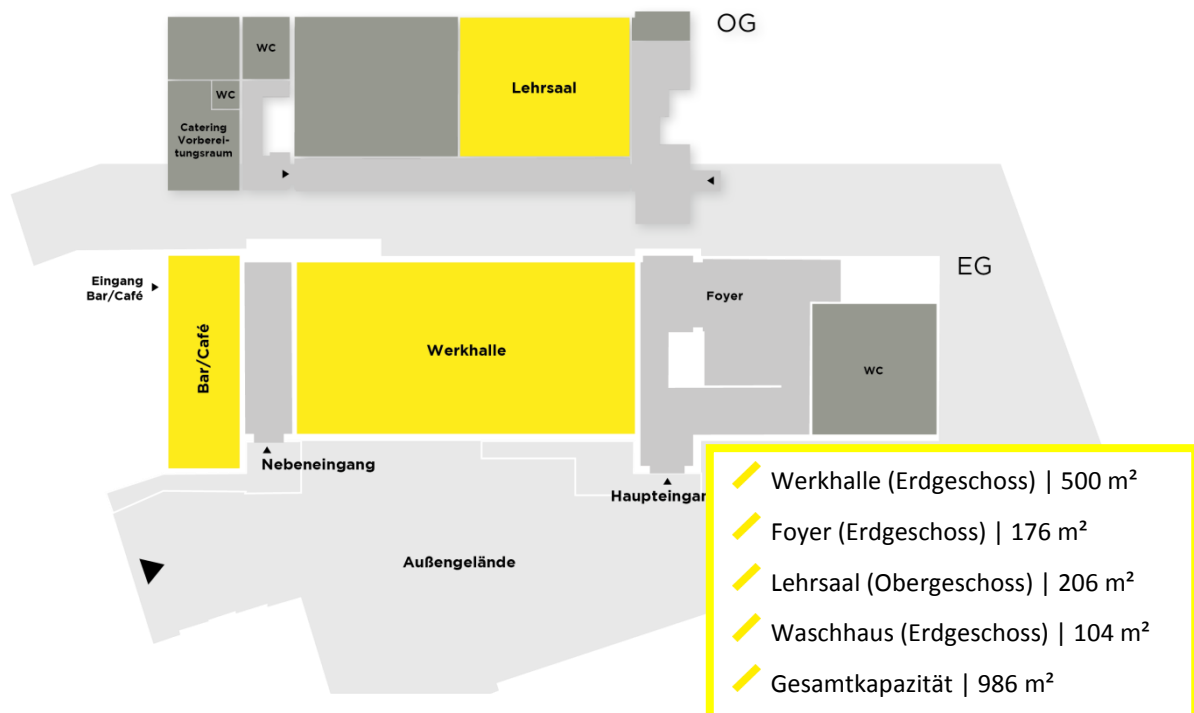 OG
WC
Lehrsaal
WC
Catering
Vorberei-
tungsraum
EG
Eingang
Bar/Café
Foyer
Bar/Café
Werkhalle
WC
Nebeneingang
Haupteingan
Außengelände
Werkhalle (Erdgeschoss) | 500 m²
Foyer (Erdgeschoss) | 176 m²
Lehrsaal (Obergeschoss) | 206 m²
Waschhaus (Erdgeschoss) | 104 m²
Gesamtkapazität | 986 m²